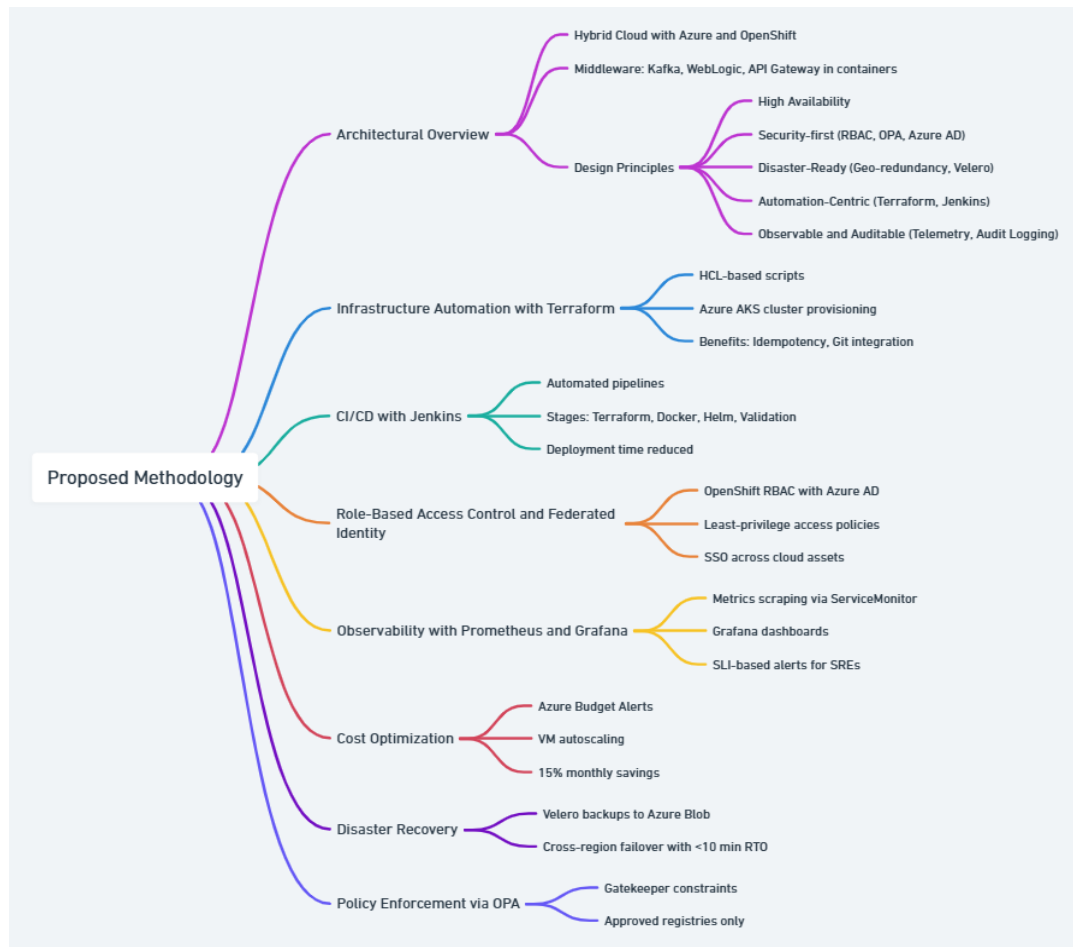 Proposed Methodology
Architectural Overview
Hybrid Cloud with Azure and OpenShift
Middleware: Kafka, WebLogic, API Gateway in containers
Design Principles
High Availability
Security-first (RBAC, OPA, Azure AD)
Disaster-Ready (Geo-redundancy, Velero)
Automation-Centric (Terraform, Jenkins)
Observable and Auditable (Telemetry, Audit Logging)
Infrastructure Automation with Terraform
HCL-based scripts
Azure AKS cluster provisioning
Benefits: Idempotency, Git integration
CI/CD with Jenkins
Automated pipelines
Stages: Terraform, Docker, Helm, Validation
Deployment time reduced
Role-Based Access Control and Federated
Identity
OpenShift RBAC with Azure AD
Least-privilege access policies
SSO across cloud assets
Observability with Prometheus and Grafana
Metrics scraping via ServiceMonitor
Grafana dashboards
SLI-based alerts for SREs
Cost Optimization
Azure Budget Alerts
VM autoscaling
15% monthly savings
Disaster Recovery
Velero backups to Azure Blob
Cross-region failover with <10 min RTO
Policy Enforcement via OPA
Gatekeeper constraints
Approved registries only